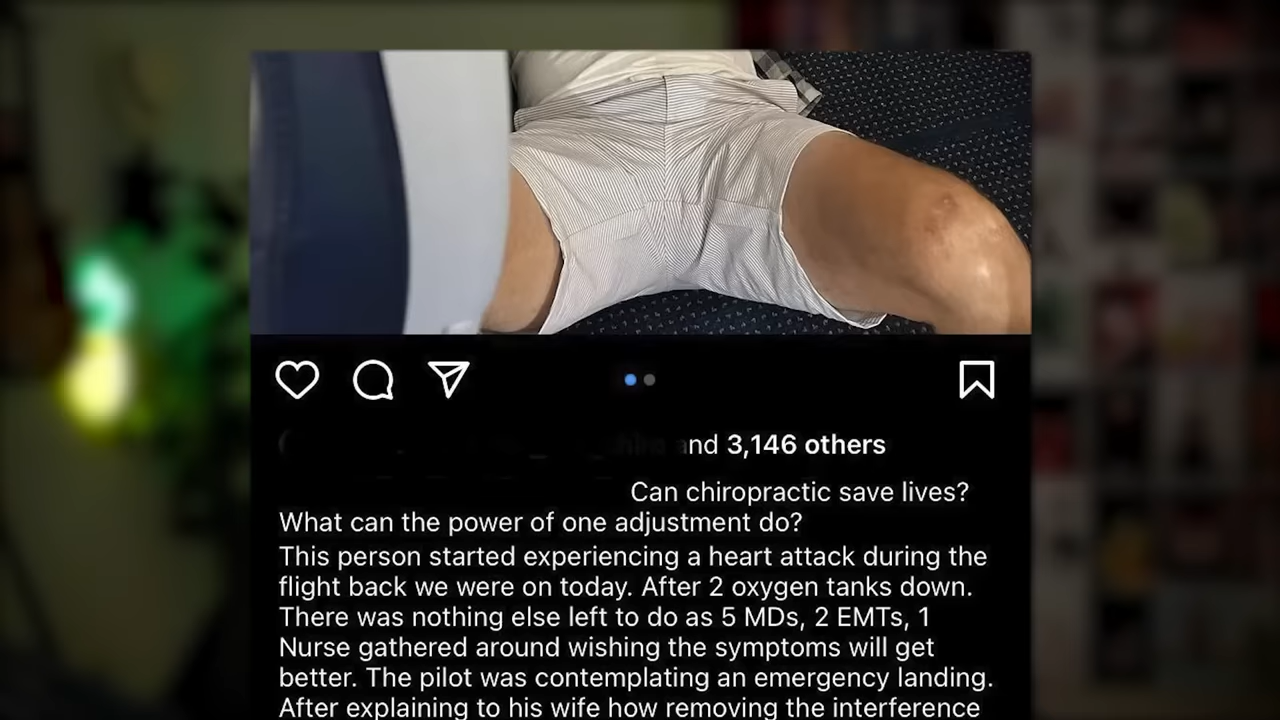 and 3,146 others
Can chiropractic save lives?
What can the power of one adjustment do?
This person started experiencing a heart attack during the
flight back we were on today. After 2 oxygen tanks down.
There was nothing else left to do as 5 MDs, 2 EMTs, 1
Nurse gathered around wishing the symptoms will get
better. The pilot was contemplating an emergency landing.
After explaining to his wife how removing the interference